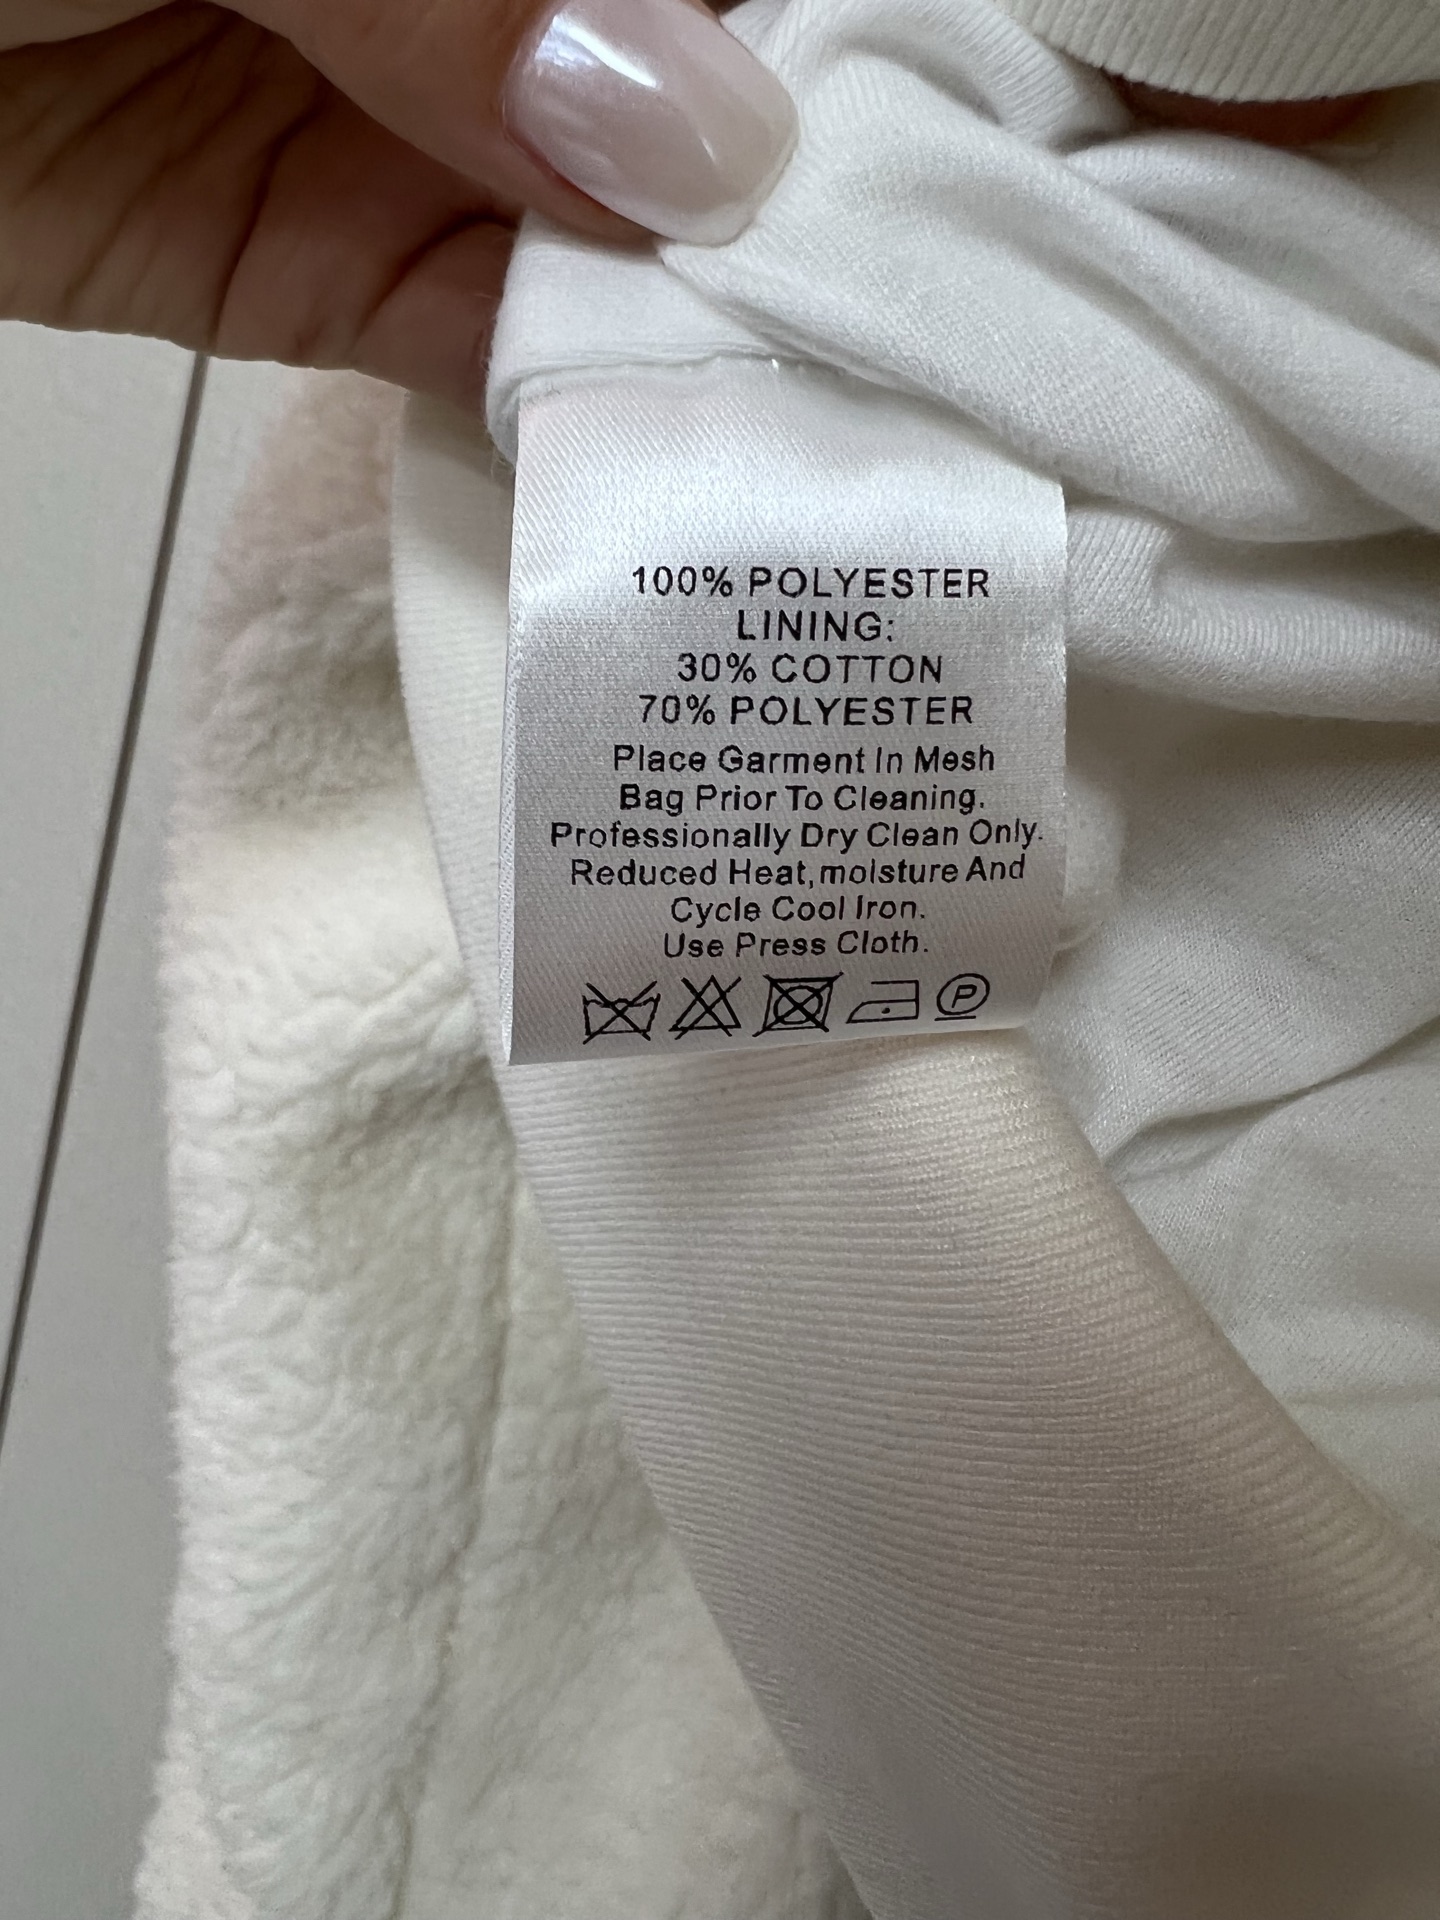 100% POLYESTER
LINING:
30% COTTON
70% POLYESTER
Place Garment In Mesh
Bag Prior To Cleaning.
Professionally Dry Clean Only.
Reduced Heat,moisture And
Cycle Cool Iron.
Use Press Cloth.
P